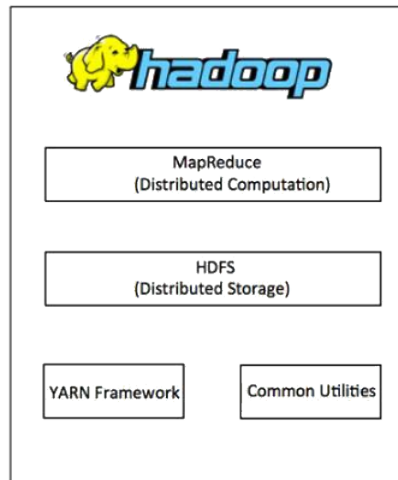 hadoop
MapReduce
(Distributed Computation)
HDFS
(Distributed Storage)
YARN Framework
Common Utilities